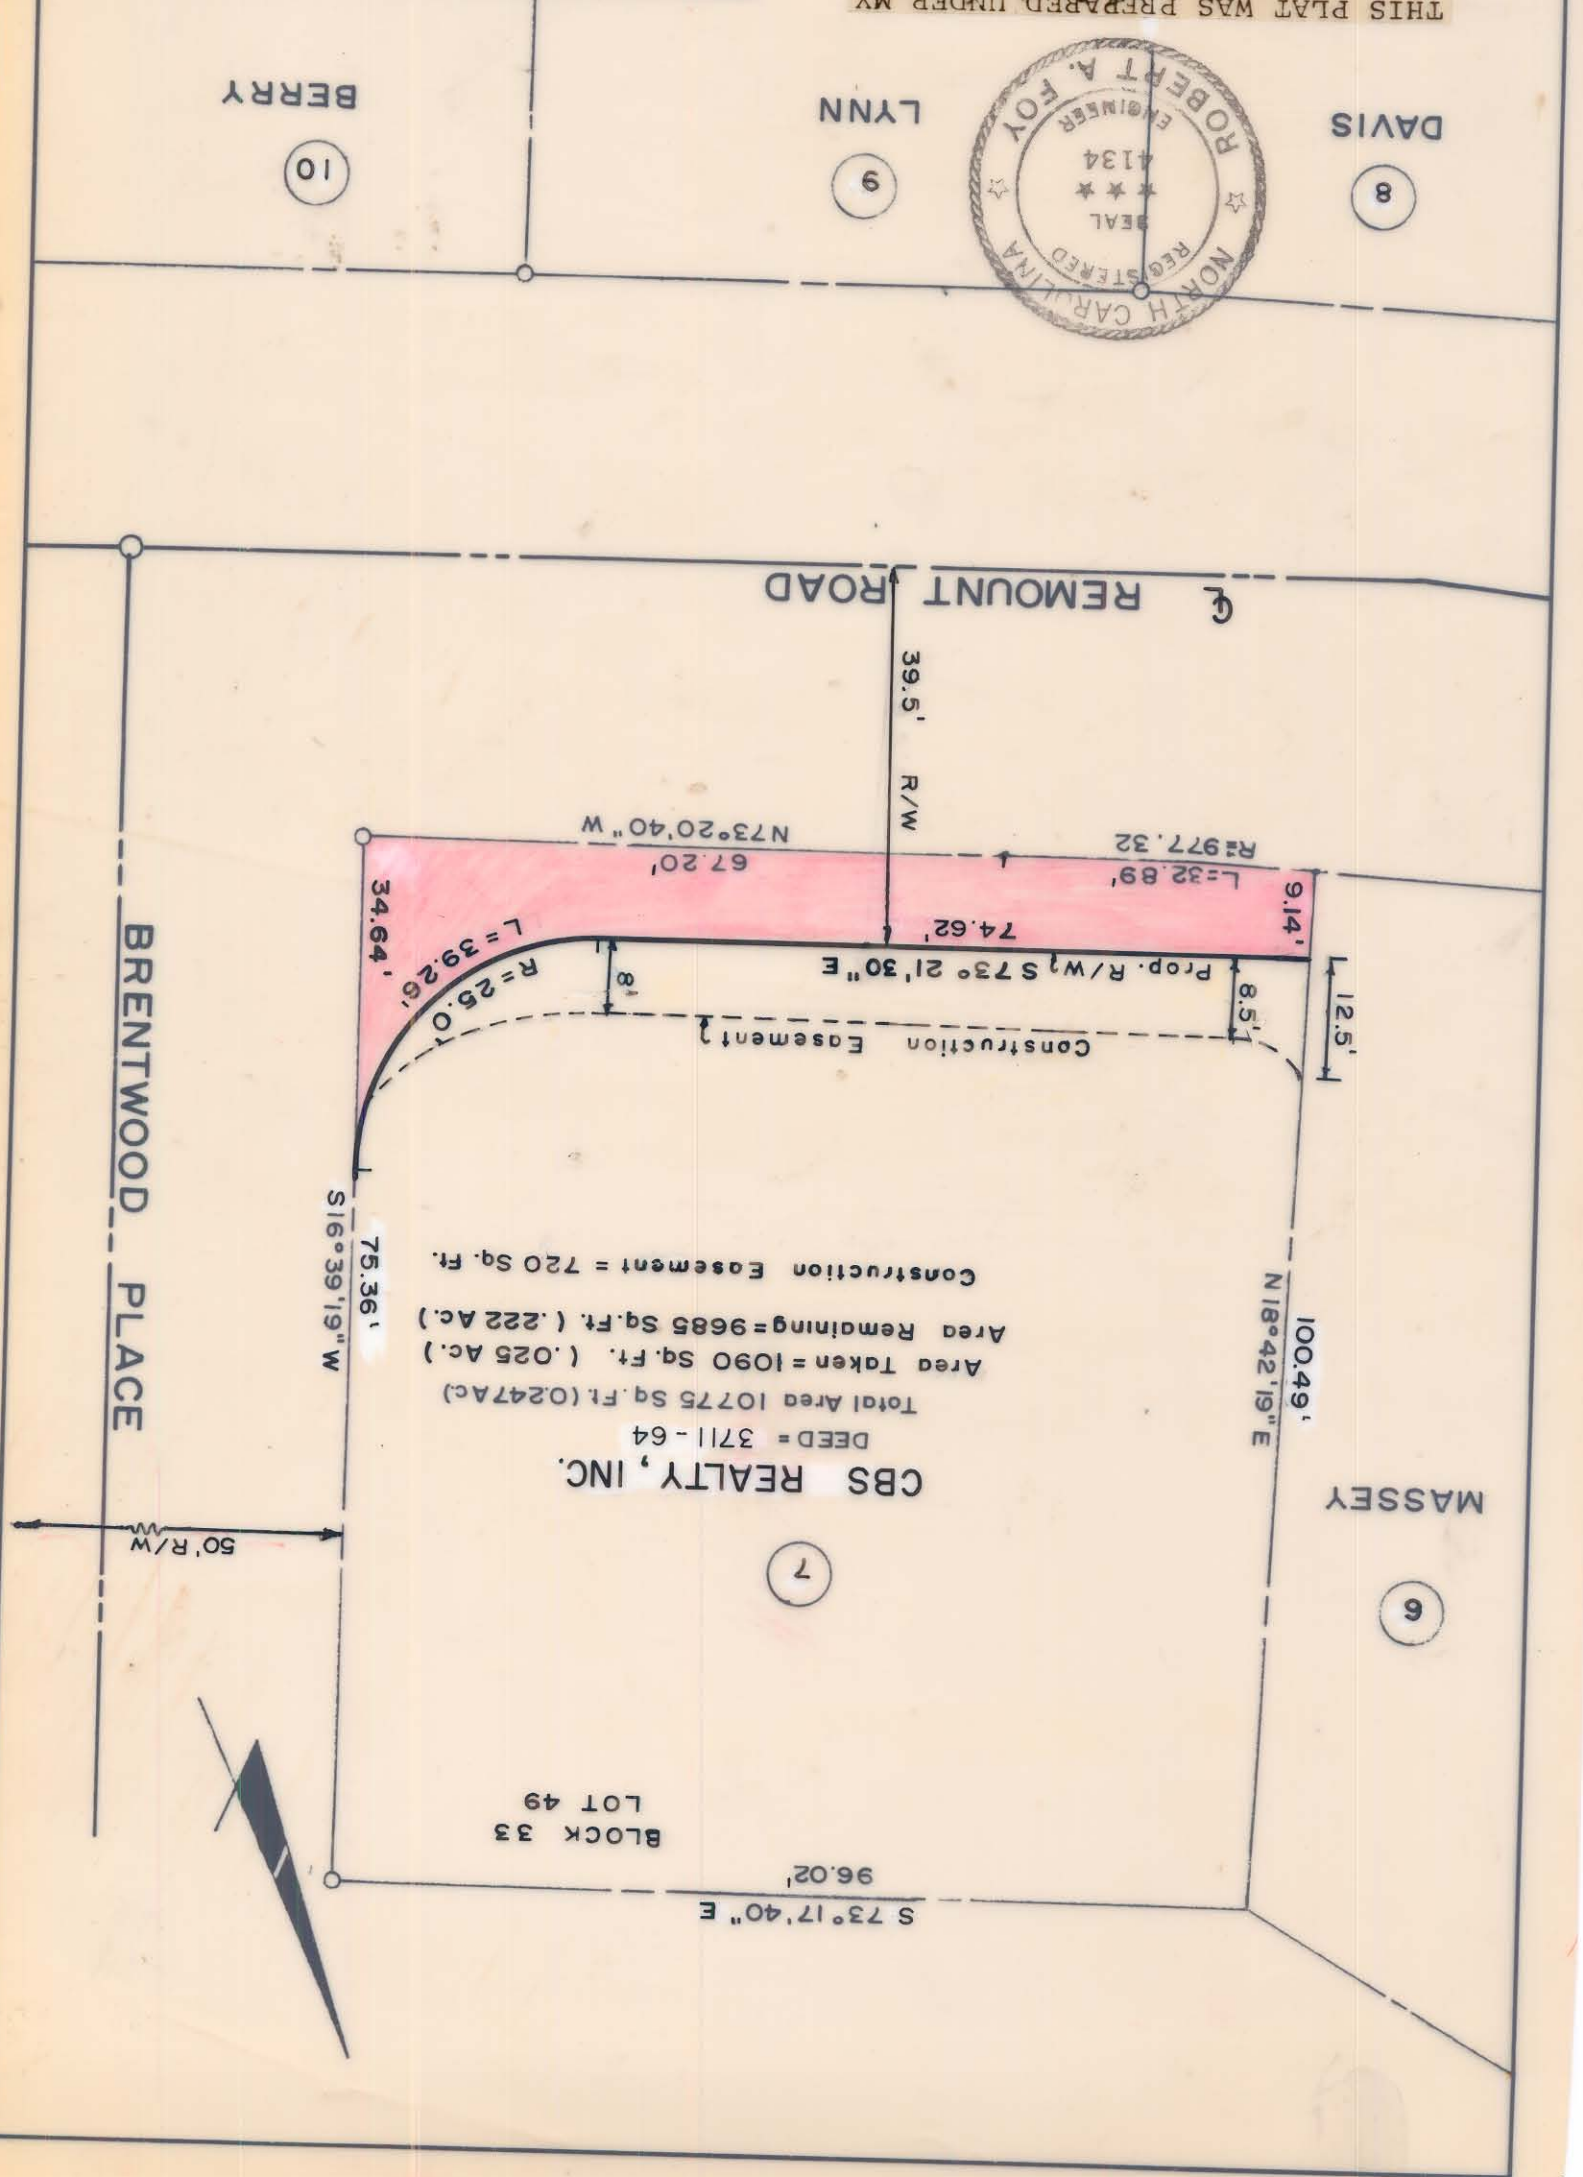 S 73° 17' 40" E
96.02'
BLOCK 33
LOT 49
6
MASSEY
7
50' R/W
CBS REALTY, INC.
DEED = 3711-64
Total Area 10775 Sq.Ft. (0.247Ac)
Area Taken = 1090 Sq.Ft. (.025 Ac.)
Area Remaining = 9685 Sq.Ft. (.222 Ac.)
Construction Easement = 720 Sq. Ft.
100.49'
N 18° 42' 19" E
75.36'
S16° 39' 19" W
BRENTWOOD PLACE
Construction Easement
12.5'
8.5'
8'
Prop. R/W, S 73° 21' 30" E
74.62'
R=25.0'
L=39.26'
34.64'
9.14'
L=32.89'
R=977.32
67.20'
N73° 20' 40" W
39.5' R/W
℄ REMOUNT ROAD
8
DAVIS
9
LYNN
10
BERRY
NORTH CAROLINA
REGISTERED
SEAL
4134
ENGINEER
ROBERT A. FOY
THIS PLAT WAS PREPARED UNDER MY